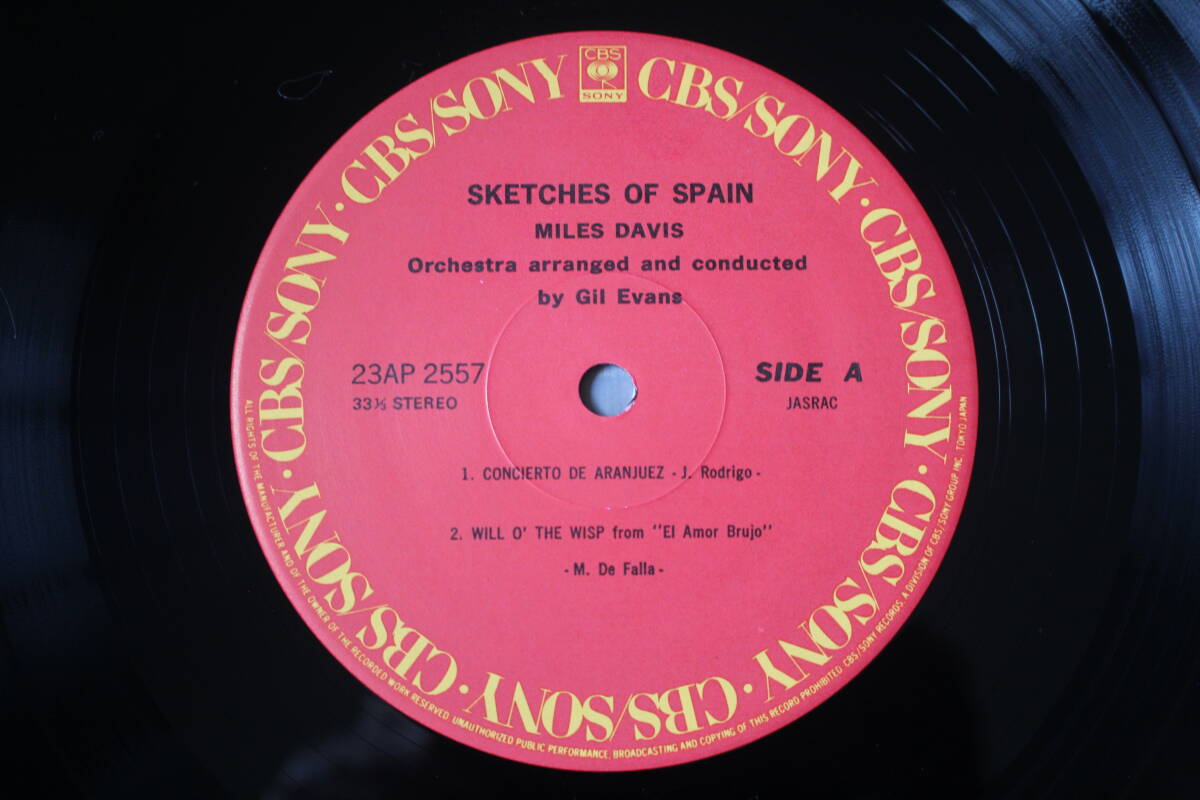 CBS
SONY
CBS/SONY · CBS/SONY · CBS/SONY · CBS/SONY · CBS/SONY · CBS/SONY · CBS/SONY · CBS/SONY · CBS/SONY · CBS/SONY
SKETCHES OF SPAIN
MILES DAVIS
Orchestra arranged and conducted
by Gil Evans
23AP 2557
33⅓ STEREO
SIDE A
JASRAC
1. CONCIERTO DE ARANJUEZ - J. Rodrigo -
2. WILL O' THE WISP from "El Amor Brujo"
- M. De Falla -
ALL RIGHTS OF THE MANUFACTURER AND OF THE OWNER OF THE RECORDED WORK RESERVED. UNAUTHORIZED PUBLIC PERFORMANCE, BROADCASTING AND COPYING OF THIS RECORD PROHIBITED. CBS/SONY RECORDS. A DIVISION OF CBS/SONY GROUP INC. TOKYO JAPAN